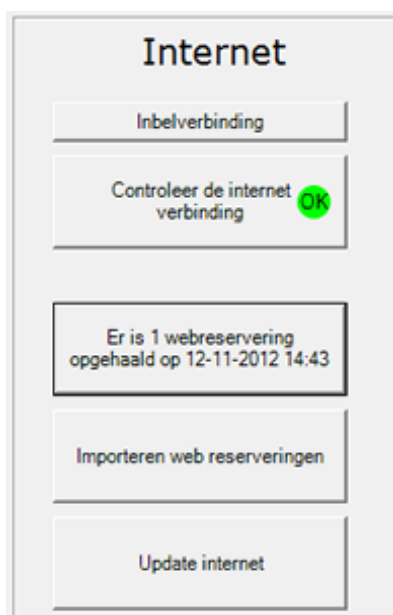 Internet
Inbelverbinding
Controleer de internet
verbinding
OK
Er is 1 webreservering
opgehaald op 12-11-2012 14:43
Importeren web reserveringen
Update internet